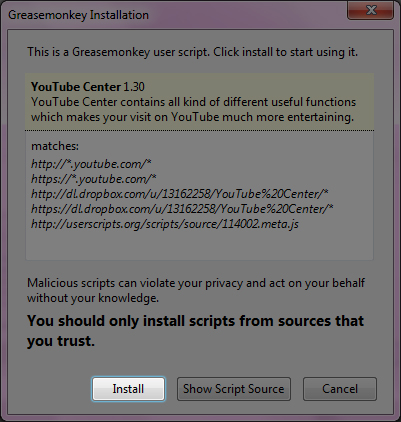 Greasemonkey Installation
This is a Greasemonkey user script. Click install to start using it.
YouTube Center 1.30
YouTube Center contains all kind of different useful functions
which makes your visit on YouTube much more entertaining.
matches:
http://*.youtube.com/*
https://*.youtube.com/*
http://dl.dropbox.com/u/13162258/YouTube%20Center/*
https://dl.dropbox.com/u/13162258/YouTube%20Center/*
http://userscripts.org/scripts/source/114002.meta.js
Malicious scripts can violate your privacy and act on your behalf
without your knowledge.
You should only install scripts from sources that
you trust.
Install Show Script Source Cancel